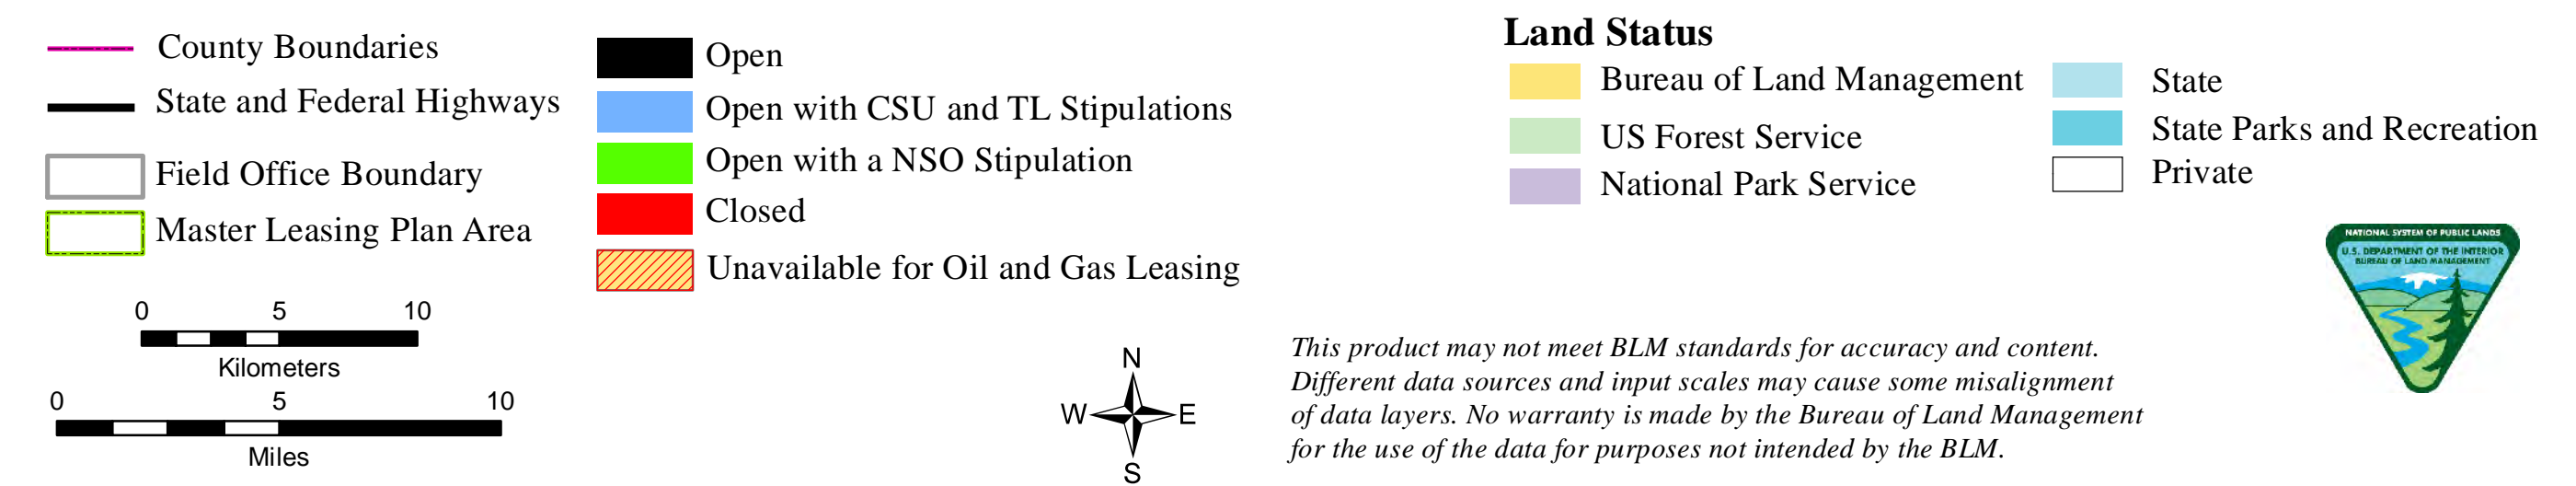 County Boundaries
State and Federal Highways
Field Office Boundary
Master Leasing Plan Area
0 5 10
Kilometers
0 5 10
Miles
Open
Open with CSU and TL Stipulations
Open with a NSO Stipulation
Closed
Unavailable for Oil and Gas Leasing
N
W E
S
Land Status
Bureau of Land Management
US Forest Service
National Park Service
State
State Parks and Recreation
Private
NATIONAL SYSTEM OF PUBLIC LANDS
U.S. DEPARTMENT OF THE INTERIOR
BUREAU OF LAND MANAGEMENT
This product may not meet BLM standards for accuracy and content.
Different data sources and input scales may cause some misalignment
of data layers. No warranty is made by the Bureau of Land Management
for the use of the data for purposes not intended by the BLM.